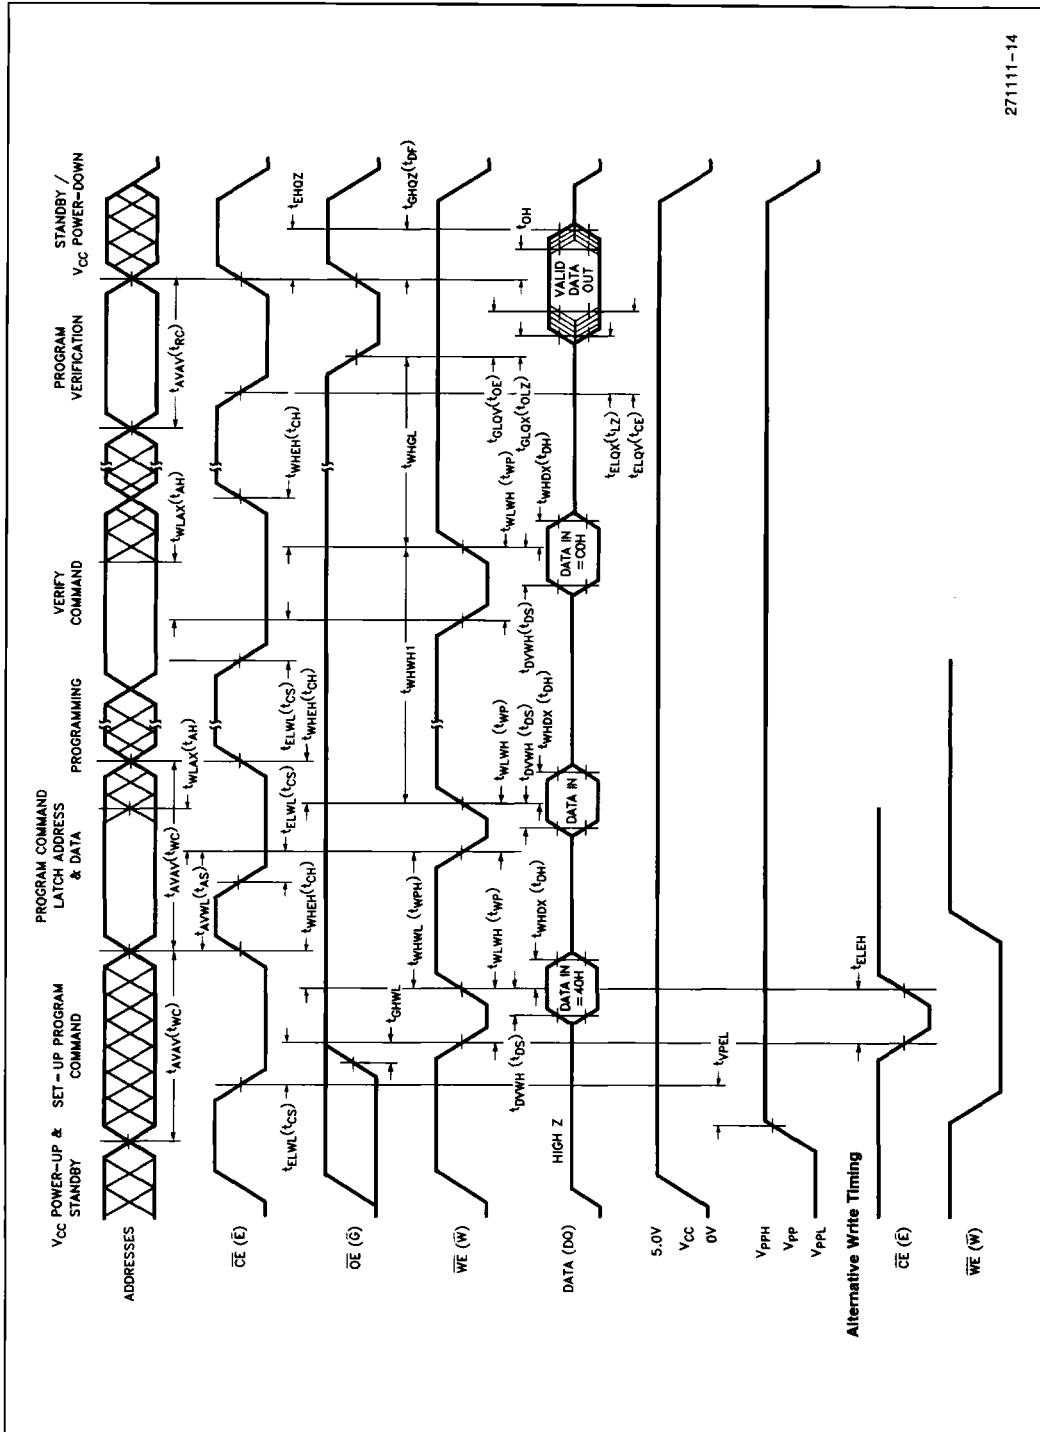 V_CC POWER-UP & STANDBY
SET-UP PROGRAM COMMAND
PROGRAM COMMAND LATCH ADDRESS & DATA
PROGRAMMING
VERIFY COMMAND
PROGRAM VERIFICATION
STANDBY / V_CC POWER-DOWN
ADDRESSES
t_AVAV(t_WC)
t_AVWL(t_AS)
t_AVAV(t_WC)
t_WLAX(t_AH)
t_WLAX(t_AH)
t_AVAV(t_RC)
C̅E̅ (E̅)
t_ELWL(t_CS)
t_WHEH(t_CH)
t_ELWL(t_CS)
t_WHEH(t_CH)
t_ELWL(t_CS)
t_WHEH(t_CH)
t_EHQZ
O̅E̅ (G̅)
t_GHWL
t_WHWL (t_WPH)
t_WHWH1
t_WHGL
t_GHQZ(t_DF)
W̅E̅ (W̅)
t_WLWH (t_WP)
t_WLWH (t_WP)
t_WLWH (t_WP)
t_DVWH (t_DS)
t_WHDX (t_DH)
t_DVWH (t_DS)
t_WHDX (t_DH)
t_DVWH(t_DS)
t_WHDX(t_DH)
t_GLQV(t_OE)
t_GLQX(t_OLZ)
t_OH
DATA (DQ)
HIGH Z
DATA IN =40H
DATA IN
DATA IN =C0H
VALID DATA OUT
t_ELQX(t_LZ)
t_ELQV(t_CE)
5.0V
V_CC
0V
t_VPEL
V_PPH
V_PP
V_PPL
Alternative Write Timing
C̅E̅ (E̅)
t_ELEH
W̅E̅ (W̅)
271111-14